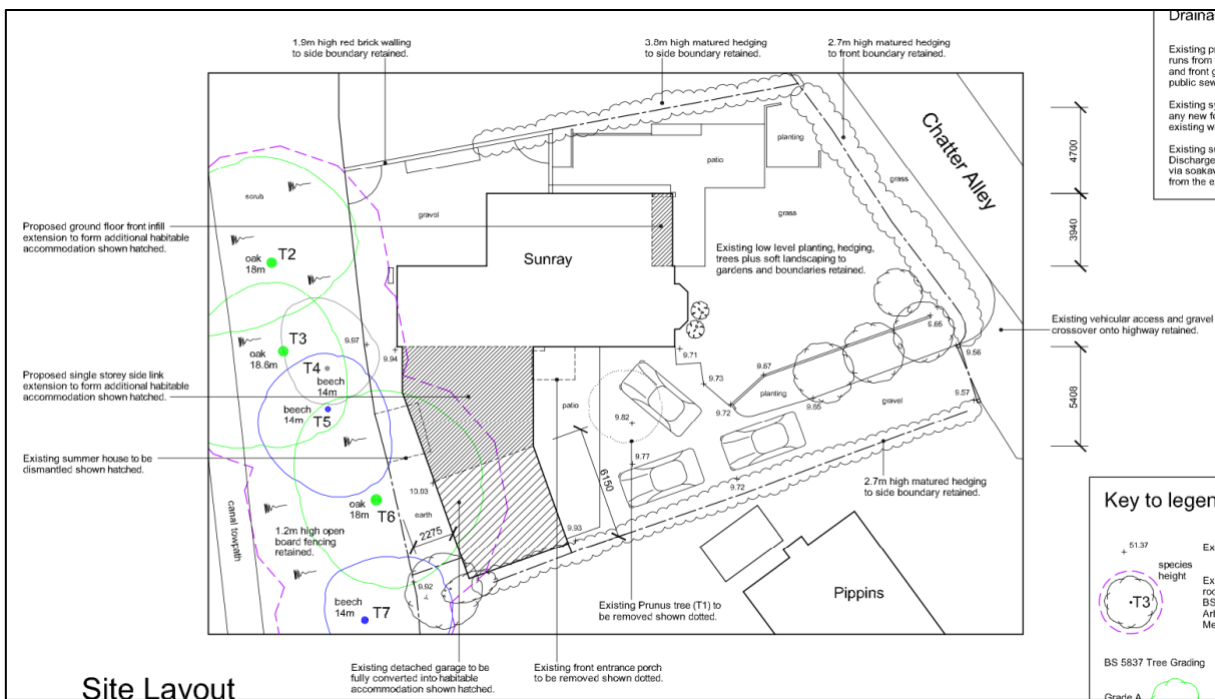 1.9m high red brick walling
to side boundary retained.
3.8m high matured hedging
to side boundary retained.
2.7m high matured hedging
to front boundary retained.
Draina
Existing pr
runs from
and front g
public sew
Existing sy
any new fo
existing wa
Existing su
Discharge
via soakaw
from the e
Chatter Alley
4700
3940
5408
planting
patio
grass
grass
scrub
gravel
Proposed ground floor front infill
extension to form additional habitable
accommodation shown hatched.
T2
oak
18m
Sunray
Existing low level planting, hedging,
trees plus soft landscaping to
gardens and boundaries retained.
Existing vehicular access and gravel
crossover onto highway retained.
T3
oak
18.6m
T4
beech
14m
9.97
9.94
9.71
9.73
9.67
9.66
9.56
9.57
9.72
9.55
planting
gravel
Proposed single storey side link
extension to form additional habitable
accommodation shown hatched.
beech
14m
T5
patio
9.82
9.77
9.72
6150
Existing summer house to be
dismantled shown hatched.
2.7m high matured hedging
to side boundary retained.
10.03
earth
oak
18m
T6
2275
9.93
1.2m high open
board fencing
retained.
canal towpath
9.92
beech
14m
T7
Existing Prunus tree (T1) to
be removed shown dotted.
Pippins
Existing detached garage to be
fully converted into habitable
accommodation shown hatched.
Existing front entrance porch
to be removed shown dotted.
Site Layout
Key to legen
51.37
Ex
species
height
T3
Ex
roo
BS
Arb
Me
BS 5837 Tree Grading
Grade A